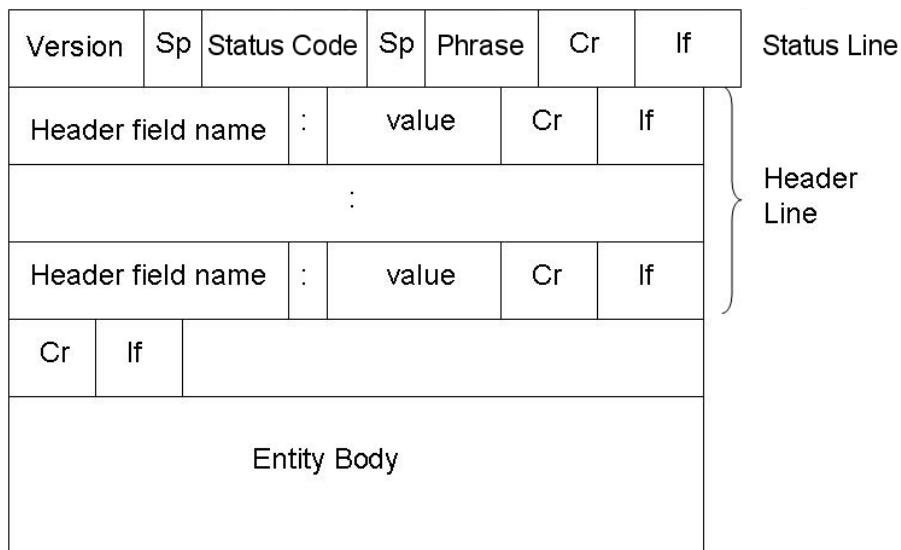 Version Sp Status Code Sp Phrase Cr lf Status Line
Header field name : value Cr lf
:
Header Line
Header field name : value Cr lf
Cr lf
Entity Body